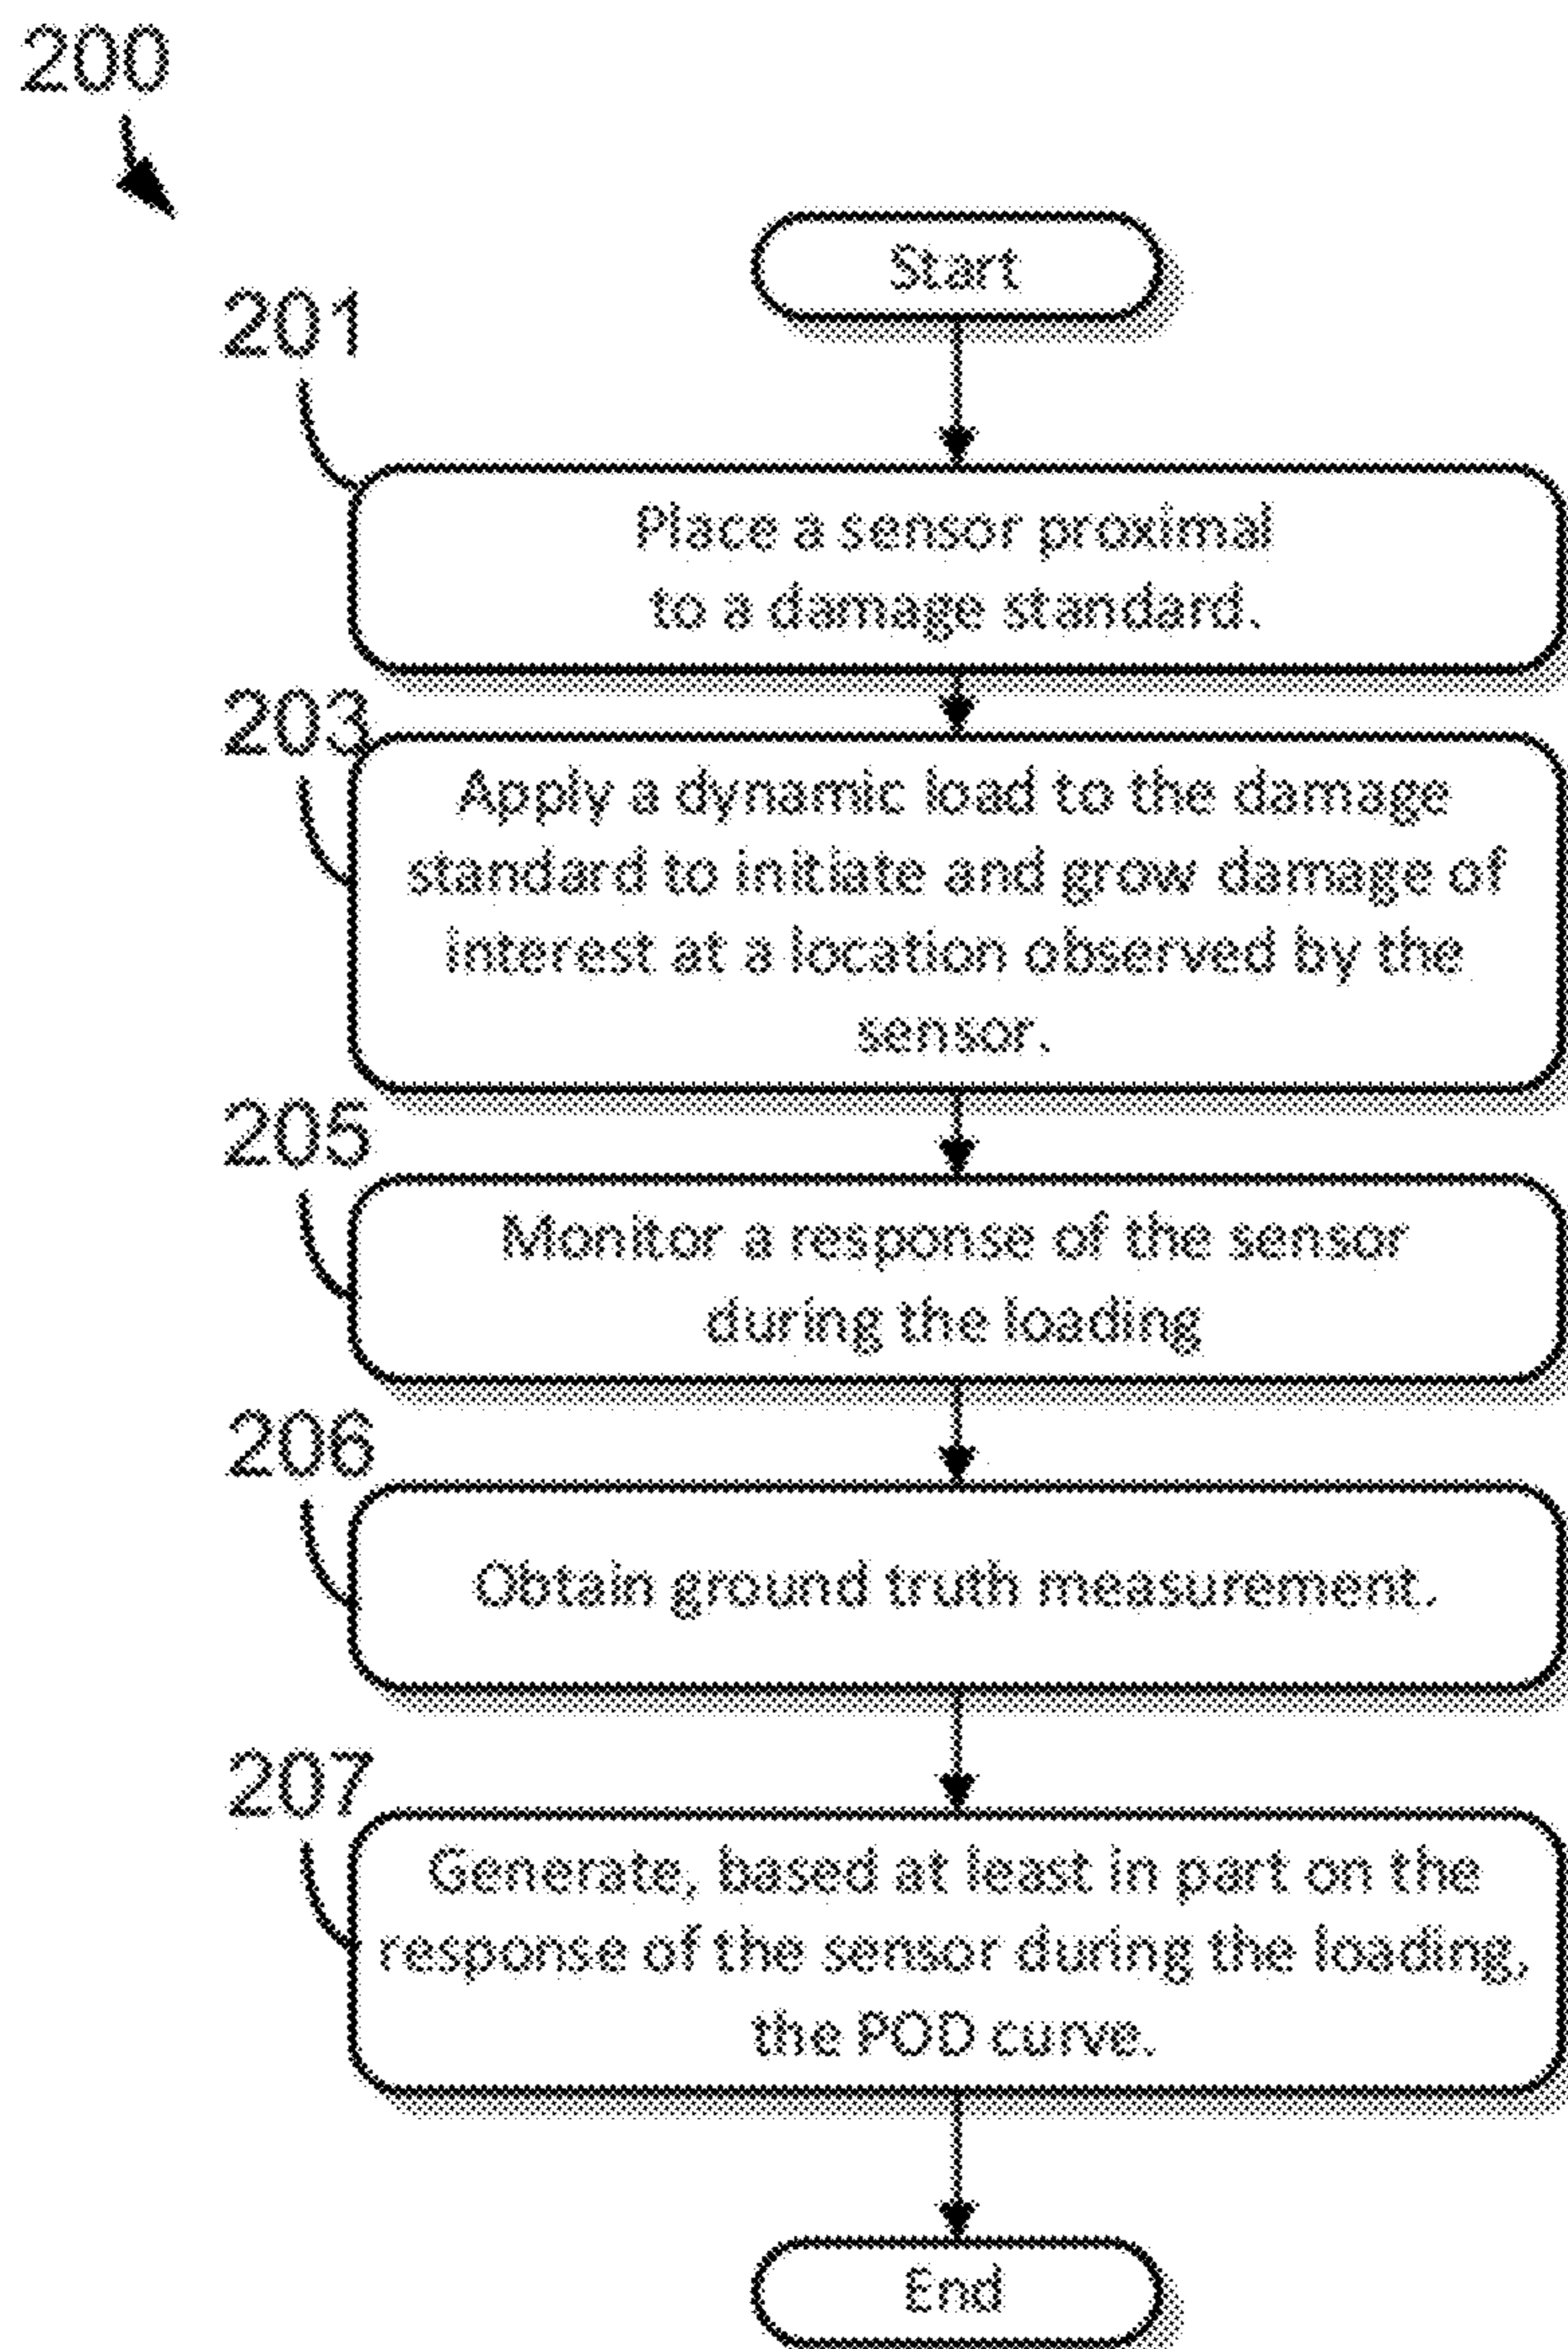 200
Start
201
Place a sensor proximal
to a damage standard.
203
Apply a dynamic load to the damage
standard to initiate and grow damage of
interest at a location observed by the
sensor.
205
Monitor a response of the sensor
during the loading
206
Obtain ground truth measurement.
207
Generate, based at least in part on the
response of the sensor during the loading,
the POD curve.
End